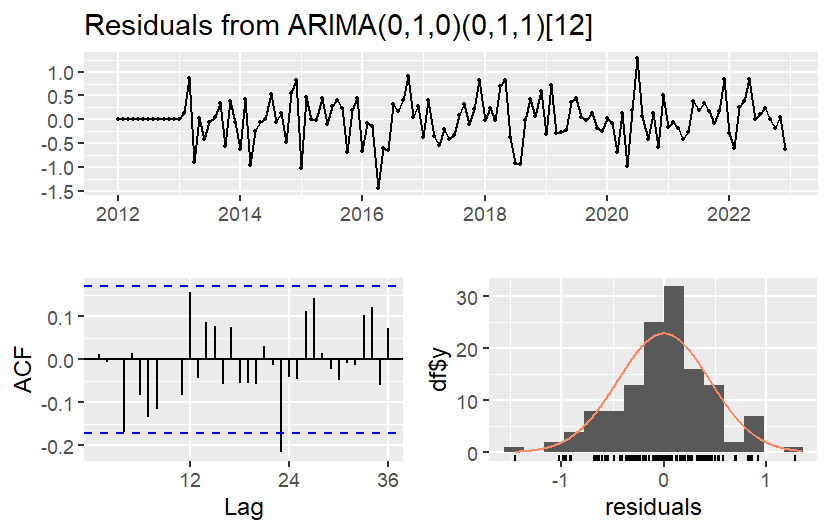 Residuals from ARIMA(0,1,0)(0,1,1)[12]
1.0
0.5
0.0
-0.5
-1.0
-1.5
2012 2014 2016 2018 2020 2022
ACF
0.1
0.0
-0.1
-0.2
12 24 36
Lag
df$y
30
20
10
0
-1 0 1
residuals